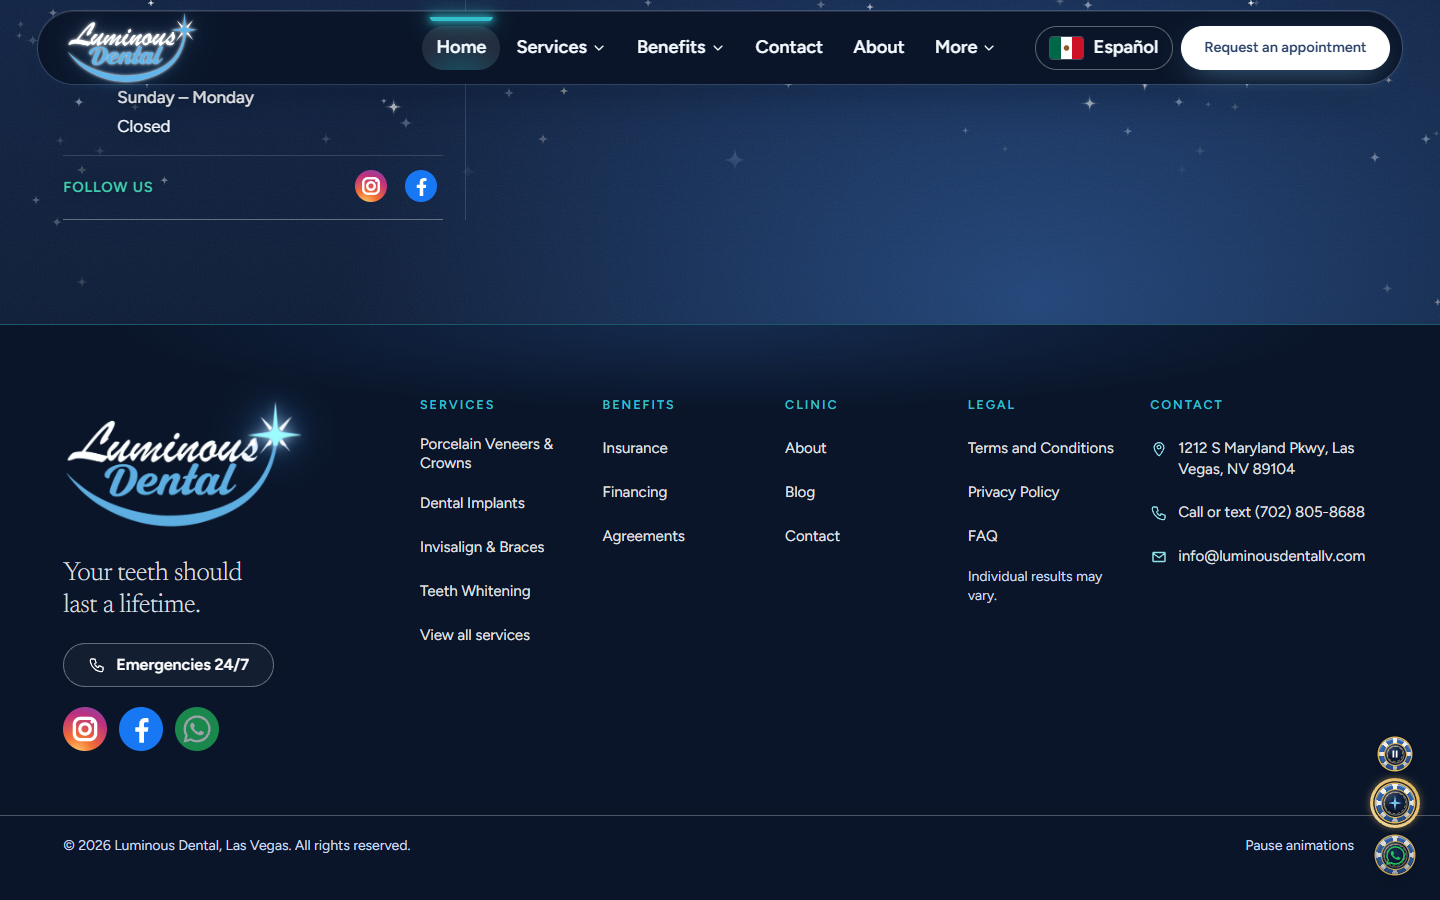 Luminous
Dental
Home
Services
Benefits
Contact
About
More
Español
Request an appointment
Sunday – Monday
Closed
FOLLOW US
Luminous
Dental
Your teeth should
last a lifetime.
Emergencies 24/7
SERVICES
Porcelain Veneers &
Crowns
Dental Implants
Invisalign & Braces
Teeth Whitening
View all services
BENEFITS
Insurance
Financing
Agreements
CLINIC
About
Blog
Contact
LEGAL
Terms and Conditions
Privacy Policy
FAQ
Individual results may
vary.
CONTACT
1212 S Maryland Pkwy, Las
Vegas, NV 89104
Call or text (702) 805-8688
info@luminousdentallv.com
© 2026 Luminous Dental, Las Vegas. All rights reserved.
Pause animations